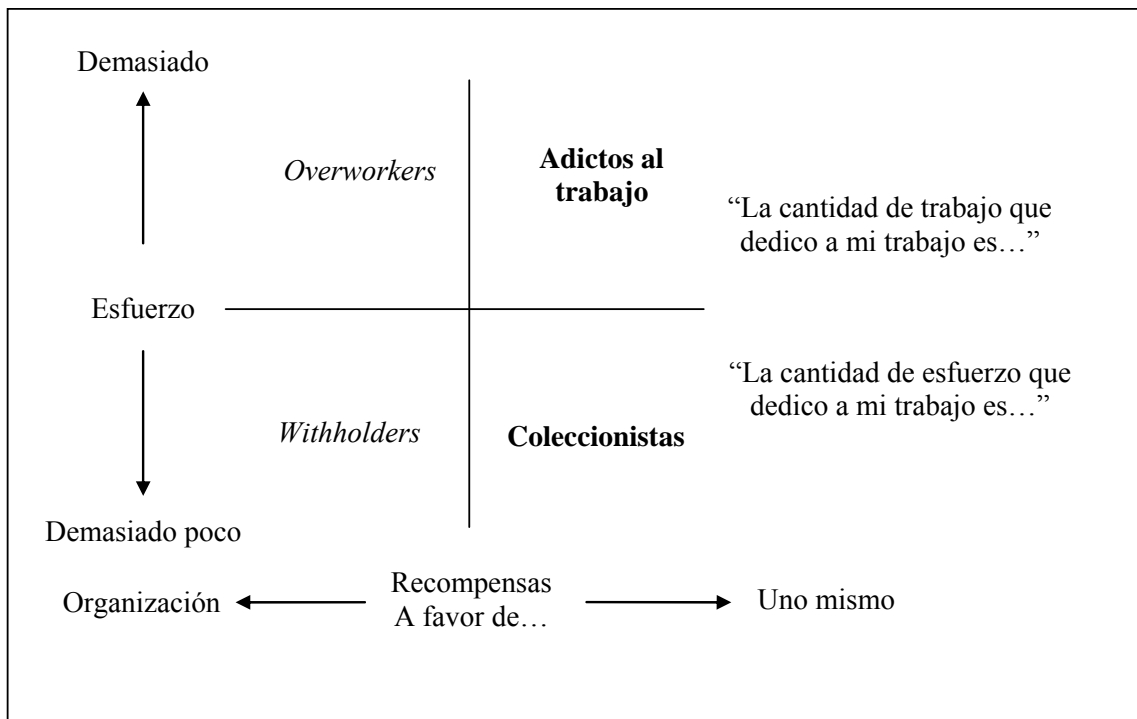 Demasiado
Overworkers
Adictos al
trabajo
“La cantidad de trabajo que
dedico a mi trabajo es…”
Esfuerzo
“La cantidad de esfuerzo que
dedico a mi trabajo es…”
Withholders
Coleccionistas
Demasiado poco
Organización
Recompensas
A favor de…
Uno mismo